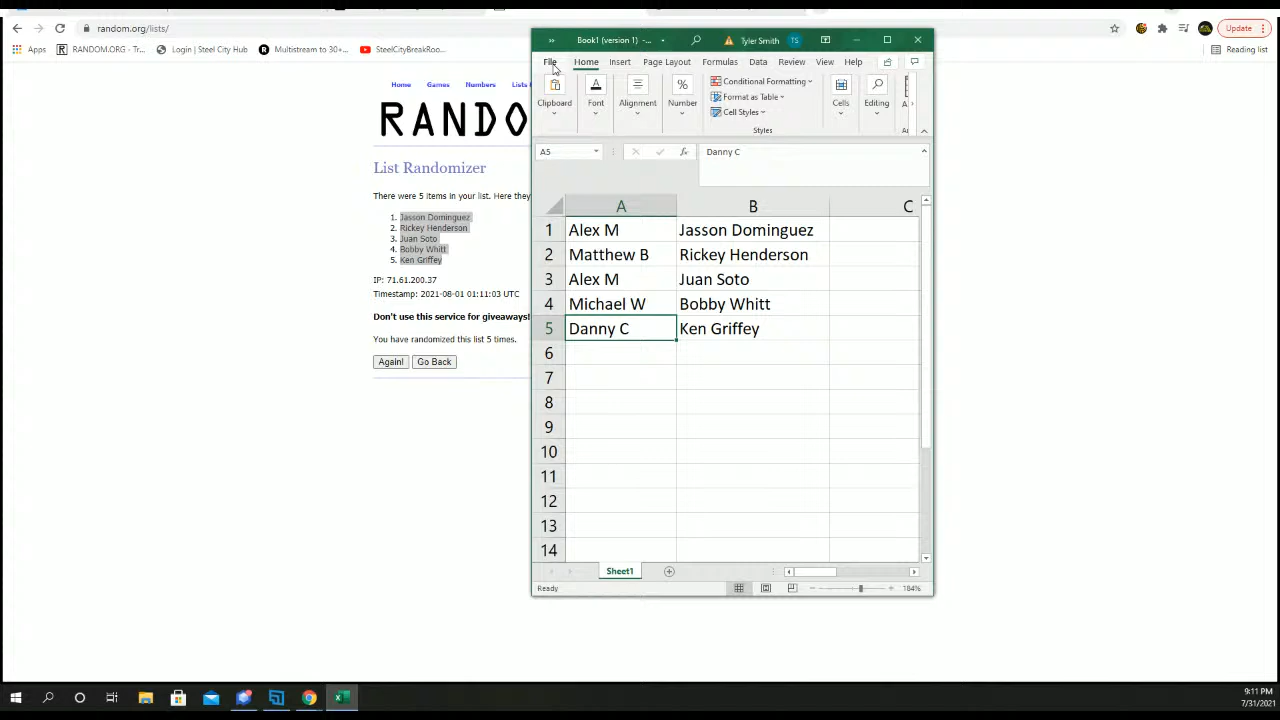 random.org/lists/
Update
Apps
RANDOM.ORG - Tr...
Login | Steel City Hub
Multistream to 30+...
SteelCityBreakRoo...
Reading list
Home
Games
Numbers
Lists
RANDO
List Randomizer
There were 5 items in your list. Here they
1. Jasson Dominguez
2. Rickey Henderson
3. Juan Soto
4. Bobby Whitt
5. Ken Griffey
IP: 71.61.200.37
Timestamp: 2021-08-01 01:11:03 UTC
Don't use this service for giveaways!
You have randomized this list 5 times.
Again!
Go Back
Book1 (version 1) -...
Tyler Smith
TS
File Home Insert Page Layout Formulas Data Review View Help
Clipboard
Font
Alignment
Number
Conditional Formatting
Format as Table
Cell Styles
Styles
Cells
Editing
A5
fx
Danny C
A B C
1 Alex M Jasson Dominguez
2 Matthew B Rickey Henderson
3 Alex M Juan Soto
4 Michael W Bobby Whitt
5 Danny C Ken Griffey
6
7
8
9
10
11
12
13
14
Sheet1
Ready
184%
9:11 PM
7/31/2021